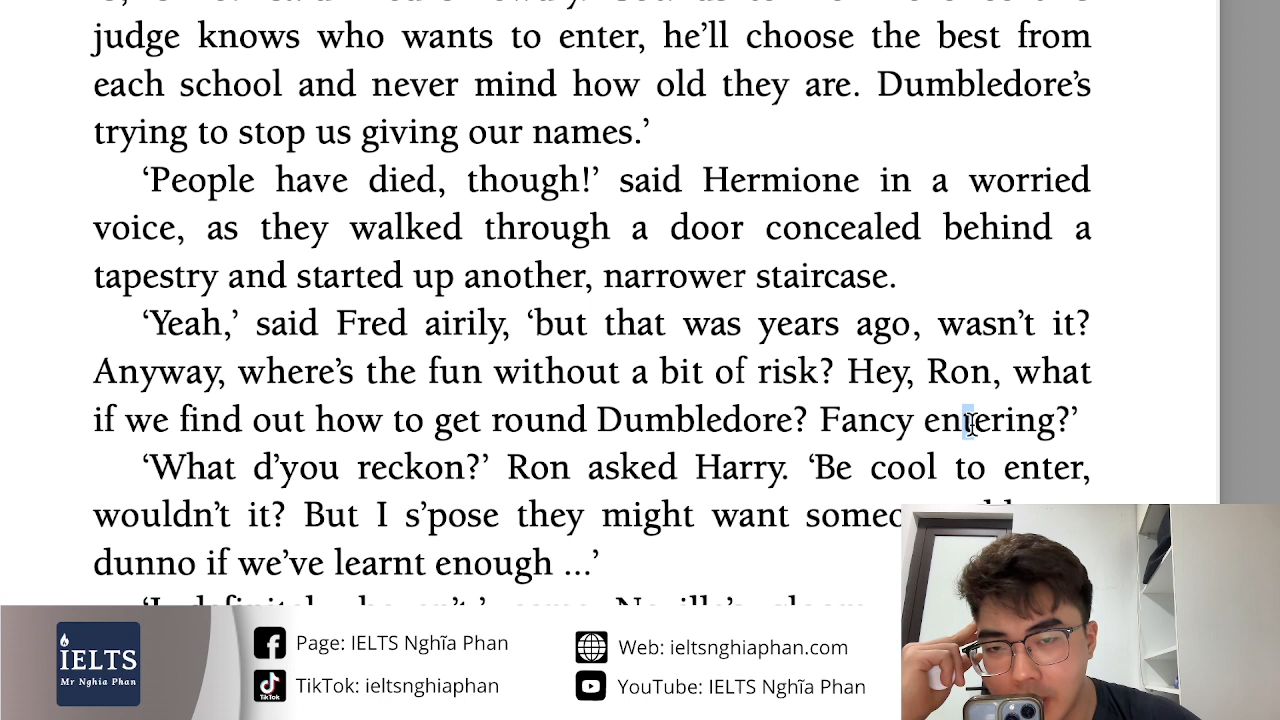 judge knows who wants to enter, he’ll choose the best from
each school and never mind how old they are. Dumbledore’s
trying to stop us giving our names.’
‘People have died, though!’ said Hermione in a worried
voice, as they walked through a door concealed behind a
tapestry and started up another, narrower staircase.
‘Yeah,’ said Fred airily, ‘but that was years ago, wasn’t it?
Anyway, where’s the fun without a bit of risk? Hey, Ron, what
if we find out how to get round Dumbledore? Fancy entering?’
‘What d’you reckon?’ Ron asked Harry. ‘Be cool to enter,
wouldn’t it? But I s’pose they might want
dunno if we’ve learnt enough ...’
IELTS
Mr Nghia Phan
Page: IELTS Nghĩa Phan
TikTok
TikTok: ieltsnghiaphan
Web: ieltsnghiaphan.com
YouTube: IELTS Nghĩa Phan